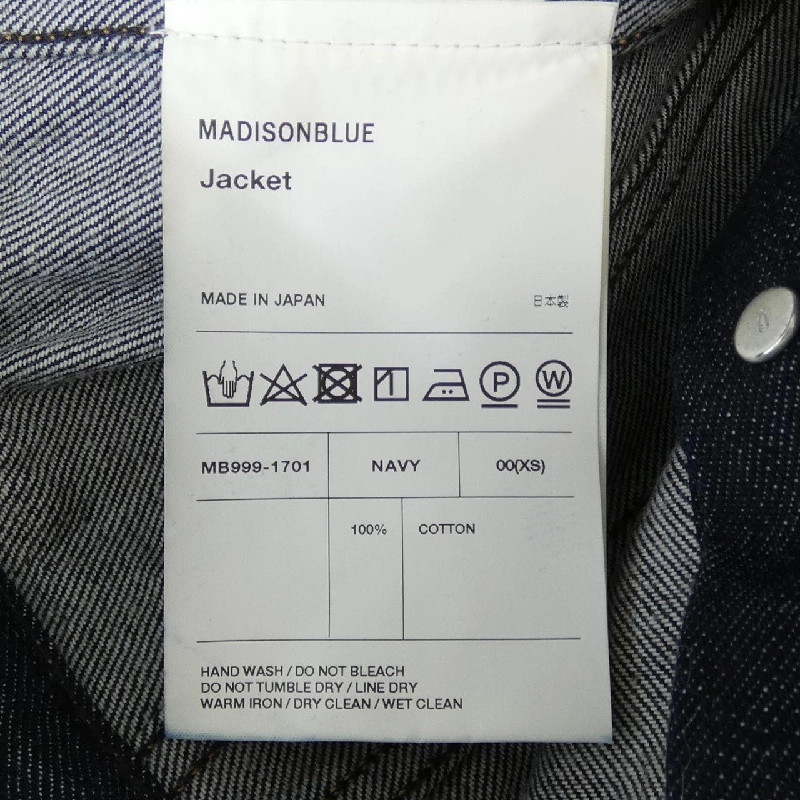 MADISONBLUE
Jacket
MADE IN JAPAN 日本製
P W
MB999-1701 NAVY 00(XS)
100% COTTON
HAND WASH / DO NOT BLEACH
DO NOT TUMBLE DRY / LINE DRY
WARM IRON / DRY CLEAN / WET CLEAN